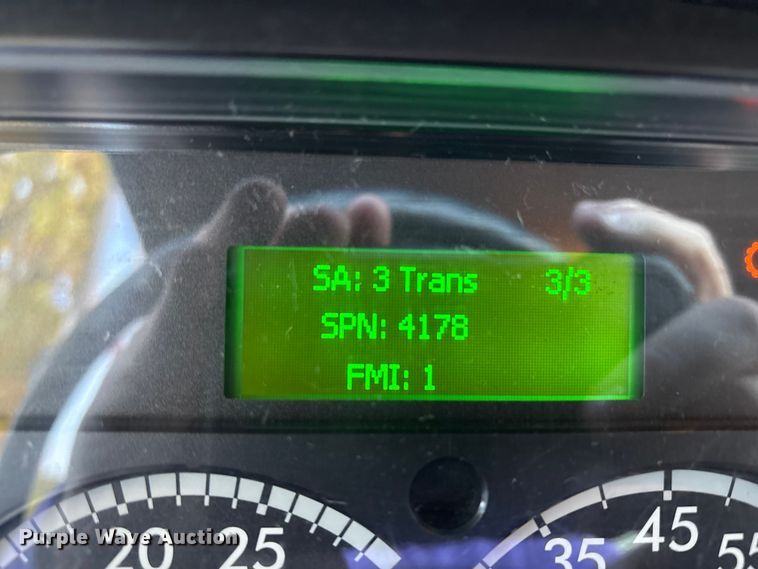 SA: 3 Trans 3/3
SPN: 4178
FMI: 1
20 25
35 45 55
Purple Wave Auction